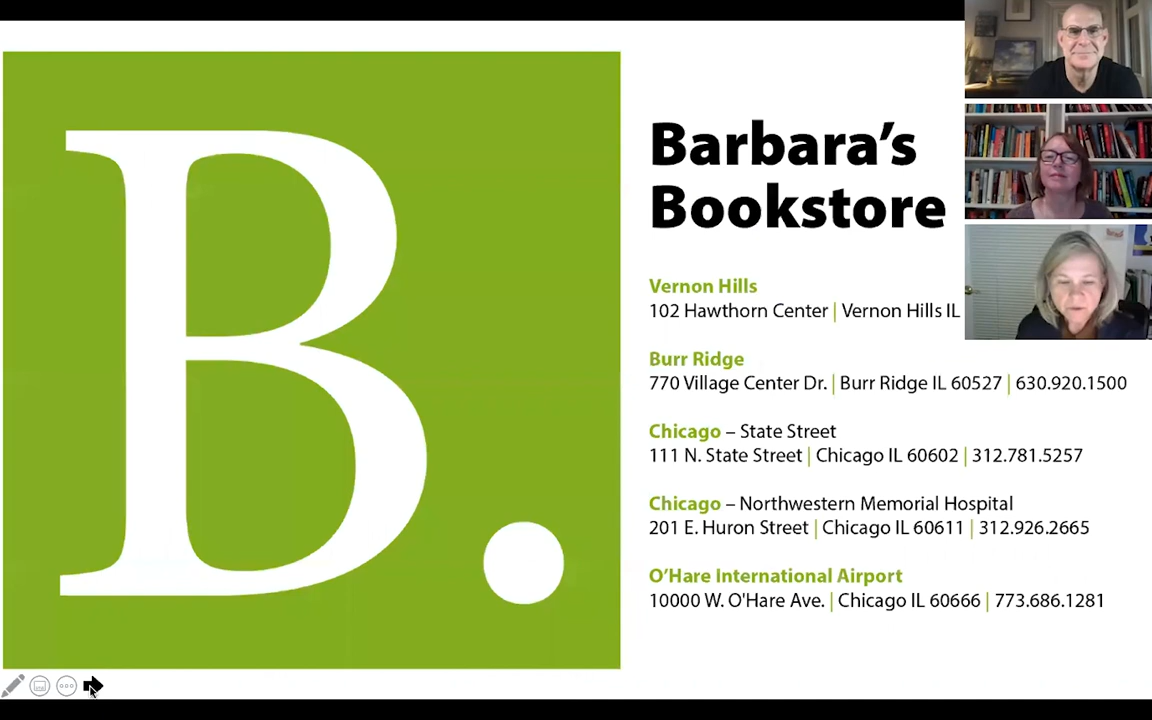 B.
Barbara's
Bookstore
Vernon Hills
102 Hawthorn Center | Vernon Hills IL
Burr Ridge
770 Village Center Dr. | Burr Ridge IL 60527 | 630.920.1500
Chicago – State Street
111 N. State Street | Chicago IL 60602 | 312.781.5257
Chicago – Northwestern Memorial Hospital
201 E. Huron Street | Chicago IL 60611 | 312.926.2665
O’Hare International Airport
10000 W. O'Hare Ave. | Chicago IL 60666 | 773.686.1281